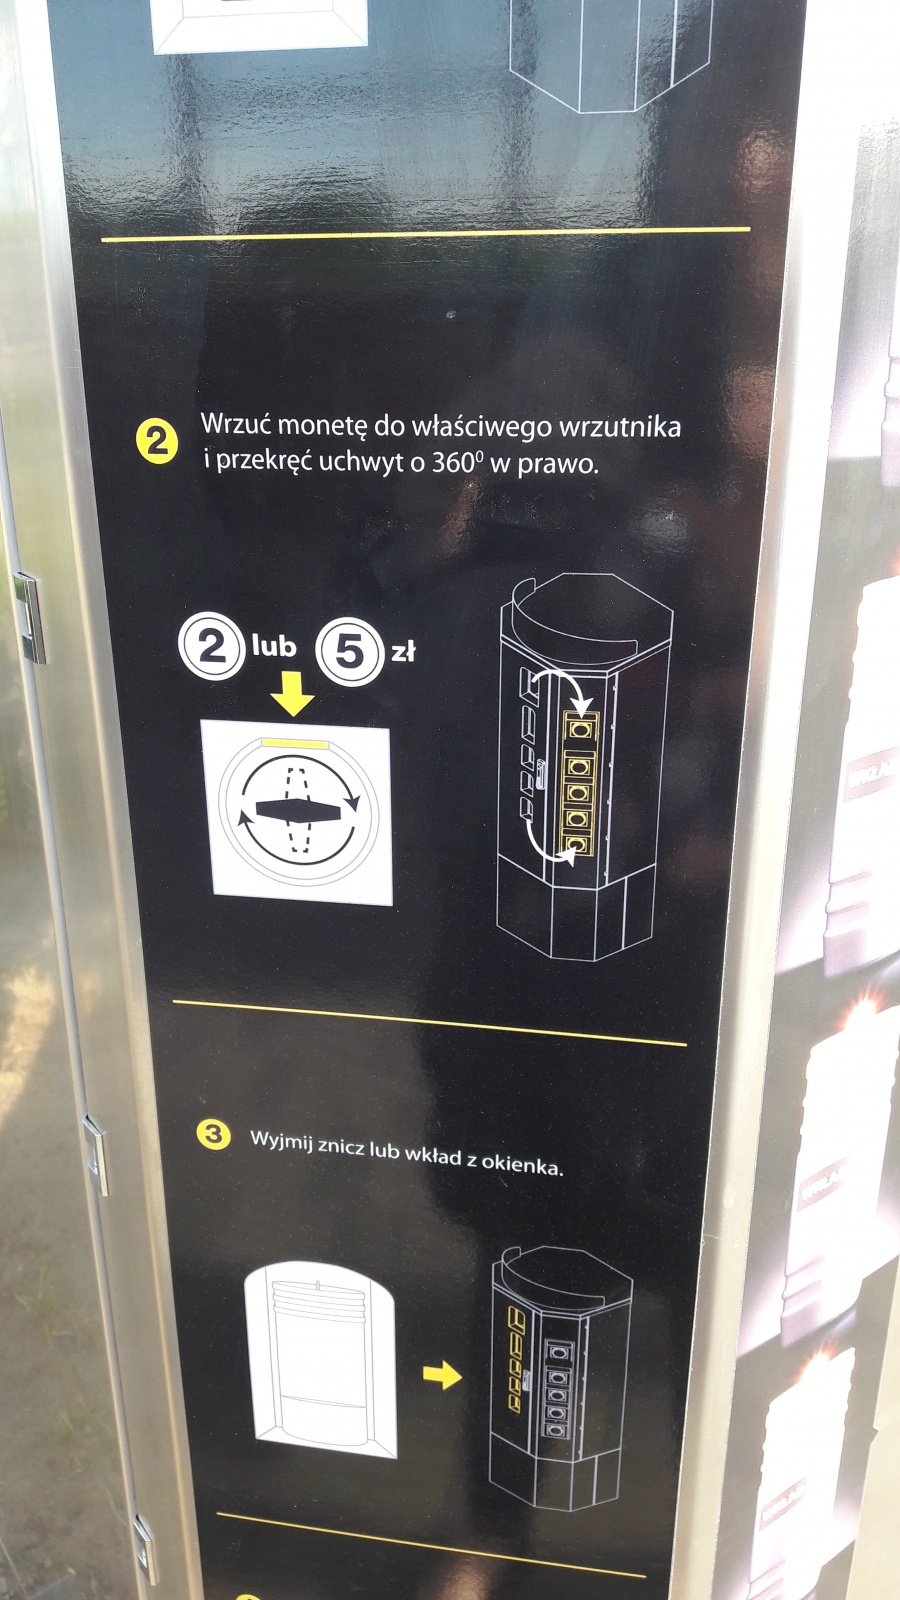 2
Wrzuć monetę do właściwego wrzutnika
i przekręć uchwyt o 360⁰ w prawo.
2 lub 5 zł
3
Wyjmij znicz lub wkład z okienka.